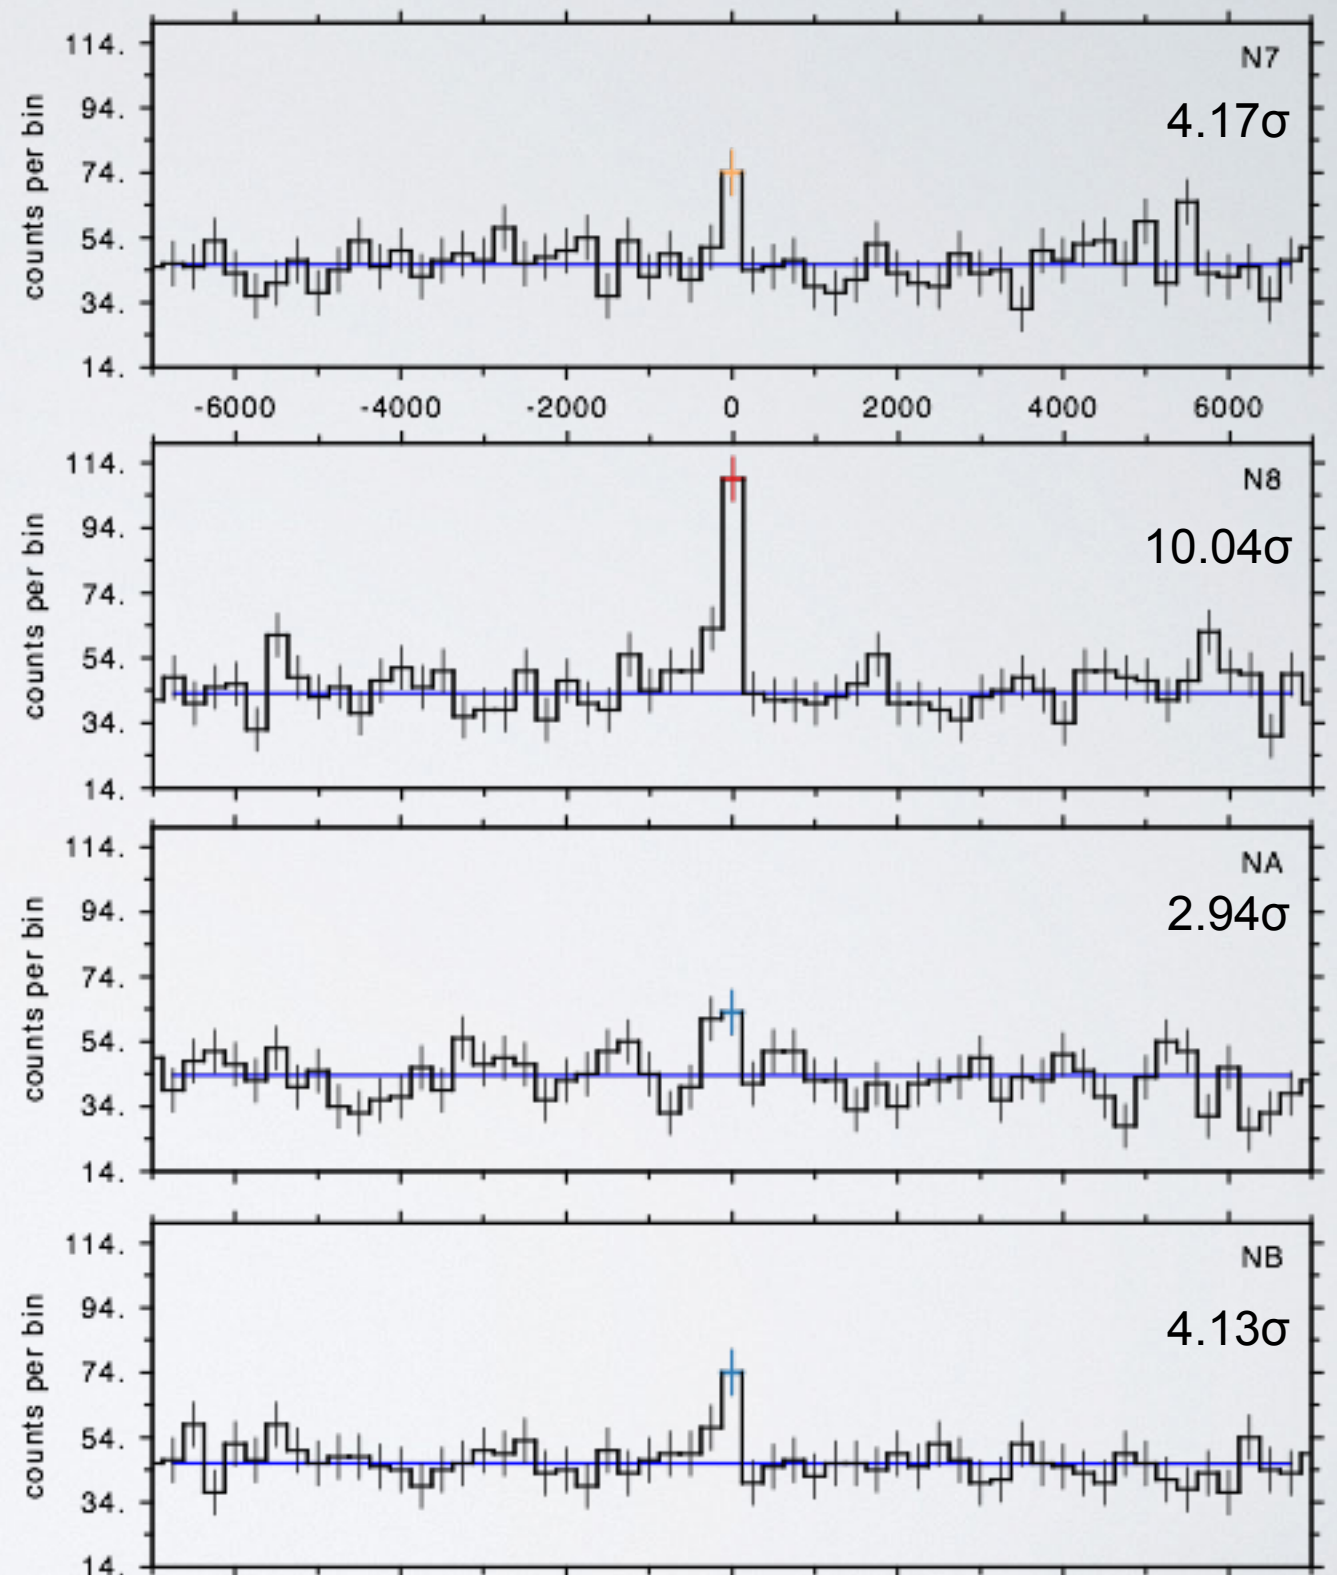 counts per bin
114.
94.
74.
54.
34.
14.
N7
4.17σ
-6000 -4000 -2000 0 2000 4000 6000
counts per bin
114.
94.
74.
54.
34.
14.
N8
10.04σ
counts per bin
114.
94.
74.
54.
34.
14.
NA
2.94σ
counts per bin
114.
94.
74.
54.
34.
14.
NB
4.13σ